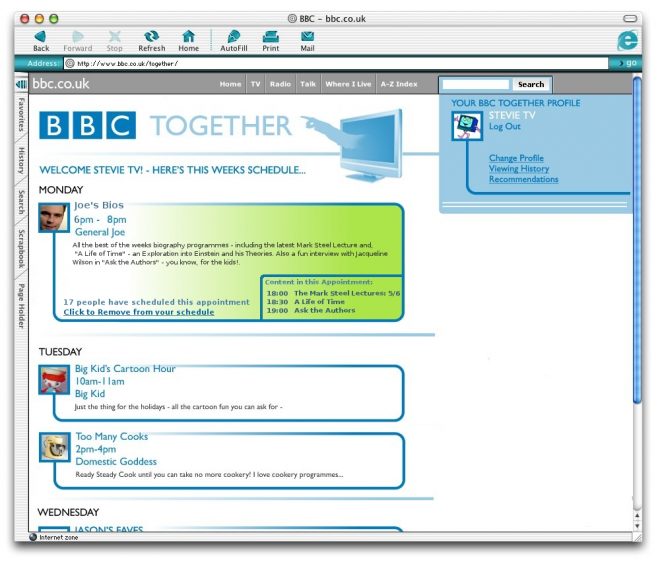 BBC – bbc.co.uk
Back
Forward
Stop
Refresh
Home
AutoFill
Print
Mail
Address:
http://www.bbc.co.uk/together/
go
Favorites
History
Search
Scrapbook
Page Holder
bbc.co.uk
Home
TV
Radio
Talk
Where I Live
A-Z Index
Search
BBC TOGETHER
YOUR BBC TOGETHER PROFILE
STEVIE TV
Log Out
Change Profile
Viewing History
Recommendations
WELCOME STEVIE TV! - HERE'S THIS WEEKS SCHEDULE...
MONDAY
Joe's Bios
6pm - 8pm
General Joe
All the best of the weeks biography programmes - including the latest Mark Steel Lecture and,
"A Life of Time" - an Exploration into Einstein and his Theories. Also a fun interview with Jacqueline
Wilson in "Ask the Authors" - you know, for the kids!.
Content in this Appointment:
18:00 The Mark Steel Lectures: 5/6
18:30 A Life of Time
19:00 Ask the Authors
17 people have scheduled this appointment
Click to Remove from your schedule
TUESDAY
Big Kid's Cartoon Hour
10am-11am
Big Kid
Just the thing for the holidays - all the cartoon fun you can ask for -
Too Many Cooks
2pm-4pm
Domestic Goddess
Ready Steady Cook until you can take no more cookery! I love cookery programmes...
WEDNESDAY
JASON'S FAVES
Internet zone